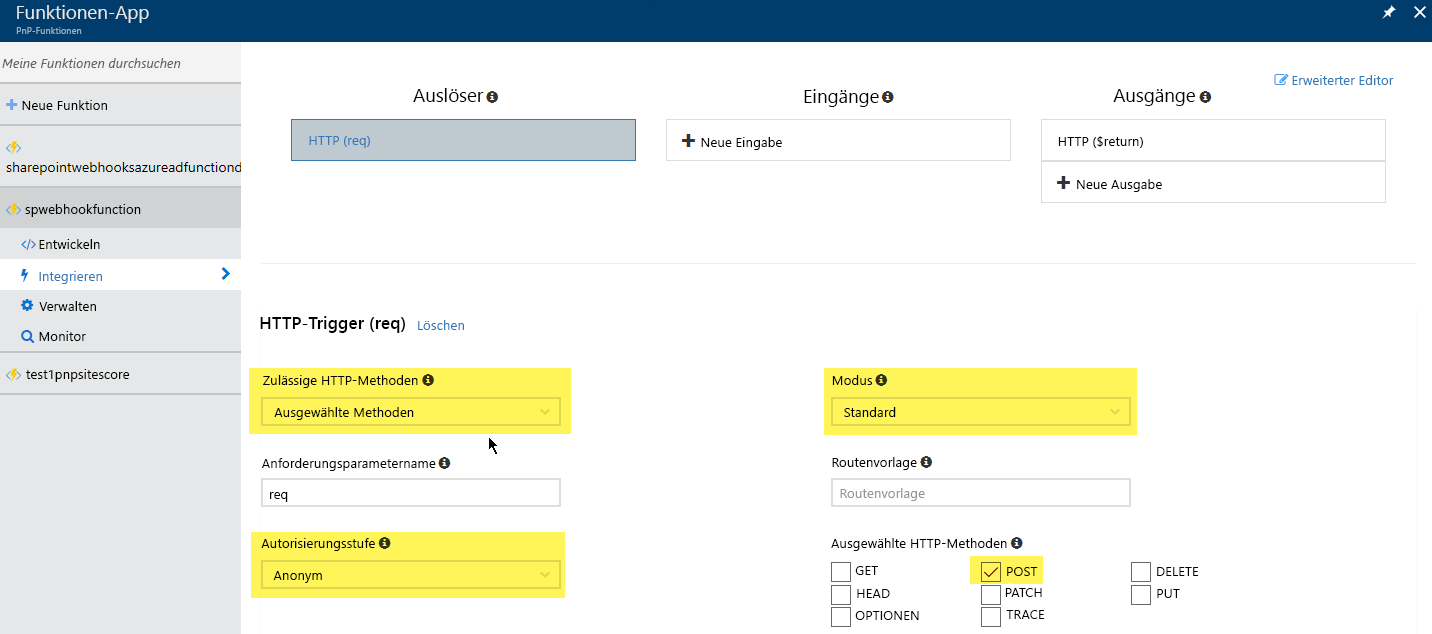 Funktionen-App
PnP-Funktionen
Meine Funktionen durchsuchen
Neue Funktion
sharepointwebhooksazureadfunctiond
spwebhookfunction
Entwickeln
Integrieren
Verwalten
Monitor
test1pnpsitescore
Erweiterter Editor
Auslöser
Eingänge
Ausgänge
HTTP (req)
Neue Eingabe
HTTP ($return)
Neue Ausgabe
HTTP-Trigger (req) Löschen
Zulässige HTTP-Methoden
Ausgewählte Methoden
Modus
Standard
Anforderungsparametername
req
Routenvorlage
Routenvorlage
Autorisierungsstufe
Anonym
Ausgewählte HTTP-Methoden
GET POST DELETE
HEAD PATCH PUT
OPTIONEN TRACE